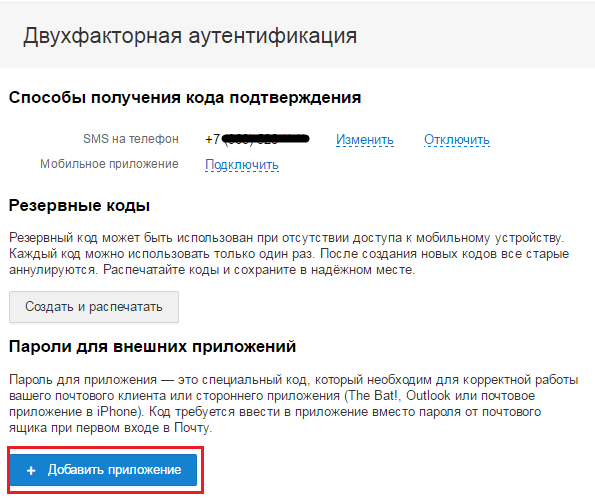 Двухфакторная аутентификация
Способы получения кода подтверждения
SMS на телефон +7 Изменить Отключить
Мобильное приложение Подключить
Резервные коды
Резервный код может быть использован при отсутствии доступа к мобильному устройству.
Каждый код можно использовать только один раз. После создания новых кодов все старые
аннулируются. Распечатайте коды и сохраните в надёжном месте.
Создать и распечатать
Пароли для внешних приложений
Пароль для приложения — это специальный код, который необходим для корректной работы
вашего почтового клиента или стороннего приложения (The Bat!, Outlook или почтовое
приложение в iPhone). Код требуется ввести в приложение вместо пароля от почтового
ящика при первом входе в Почту.
+ Добавить приложение